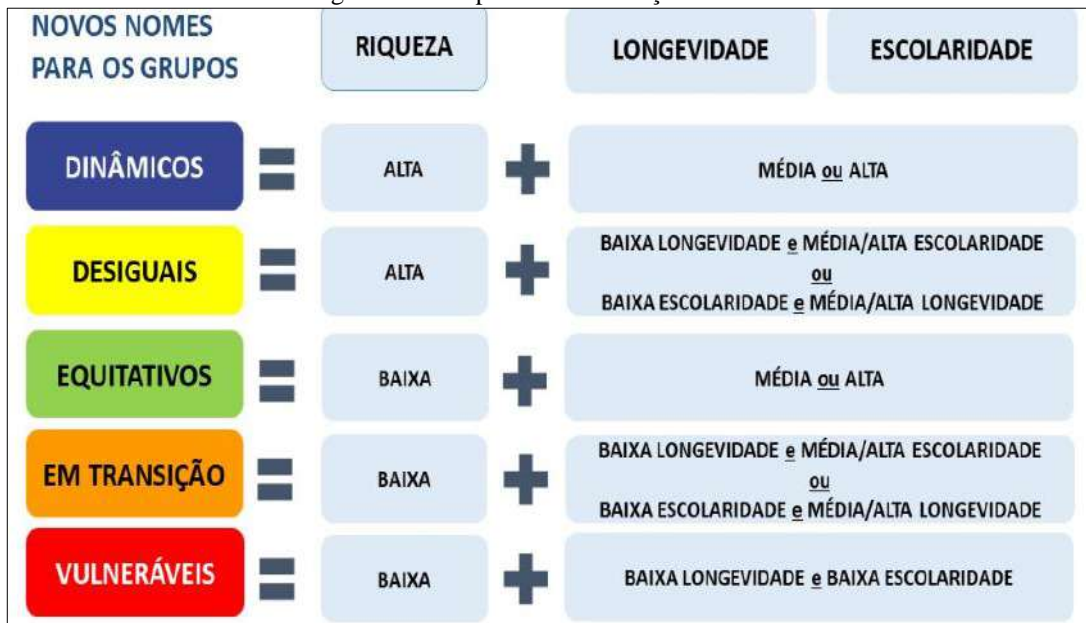 NOVOS NOMES
PARA OS GRUPOS
RIQUEZA
LONGEVIDADE
ESCOLARIDADE
DINÂMICOS
ALTA
MÉDIA ou ALTA
DESIGUAIS
ALTA
BAIXA LONGEVIDADE e MÉDIA/ALTA ESCOLARIDADE
ou
BAIXA ESCOLARIDADE e MÉDIA/ALTA LONGEVIDADE
EQUITATIVOS
BAIXA
MÉDIA ou ALTA
EM TRANSIÇÃO
BAIXA
BAIXA LONGEVIDADE e MÉDIA/ALTA ESCOLARIDADE
ou
BAIXA ESCOLARIDADE e MÉDIA/ALTA LONGEVIDADE
VULNERÁVEIS
BAIXA
BAIXA LONGEVIDADE e BAIXA ESCOLARIDADE